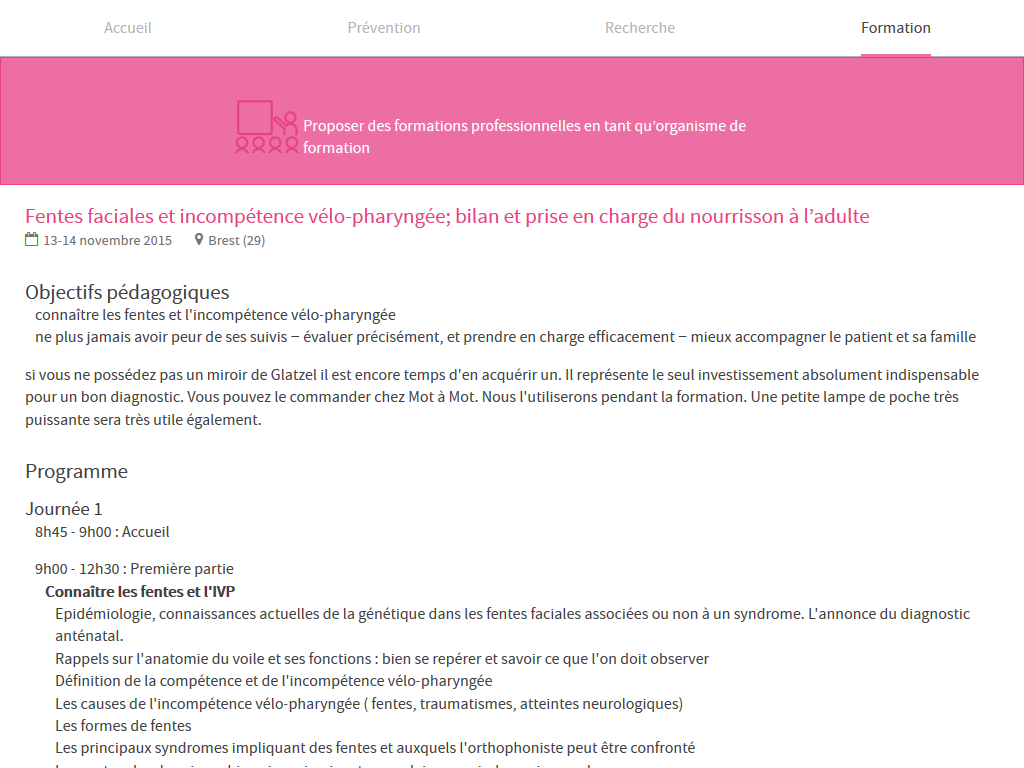 Accueil
Prévention
Recherche
Formation
Proposer des formations professionnelles en tant qu'organisme de
formation
Fentes faciales et incompétence vélo-pharyngée; bilan et prise en charge du nourrisson à l'adulte
13-14 novembre 2015
Brest (29)
Objectifs pédagogiques
connaître les fentes et l'incompétence vélo-pharyngée
ne plus jamais avoir peur de ses suivis – évaluer précisément, et prendre en charge efficacement – mieux accompagner le patient et sa famille
si vous ne possédez pas un miroir de Glatzel il est encore temps d'en acquérir un. Il représente le seul investissement absolument indispensable
pour un bon diagnostic. Vous pouvez le commander chez Mot à Mot. Nous l'utiliserons pendant la formation. Une petite lampe de poche très
puissante sera très utile également.
Programme
Journée 1
8h45 - 9h00 : Accueil
9h00 - 12h30 : Première partie
Connaître les fentes et l'IVP
Epidémiologie, connaissances actuelles de la génétique dans les fentes faciales associées ou non à un syndrome. L'annonce du diagnostic
anténatal.
Rappels sur l'anatomie du voile et ses fonctions : bien se repérer et savoir ce que l'on doit observer
Définition de la compétence et de l'incompétence vélo-pharyngée
Les causes de l'incompétence vélo-pharyngée ( fentes, traumatismes, atteintes neurologiques)
Les formes de fentes
Les principaux syndromes impliquant des fentes et auxquels l'orthophoniste peut être confronté